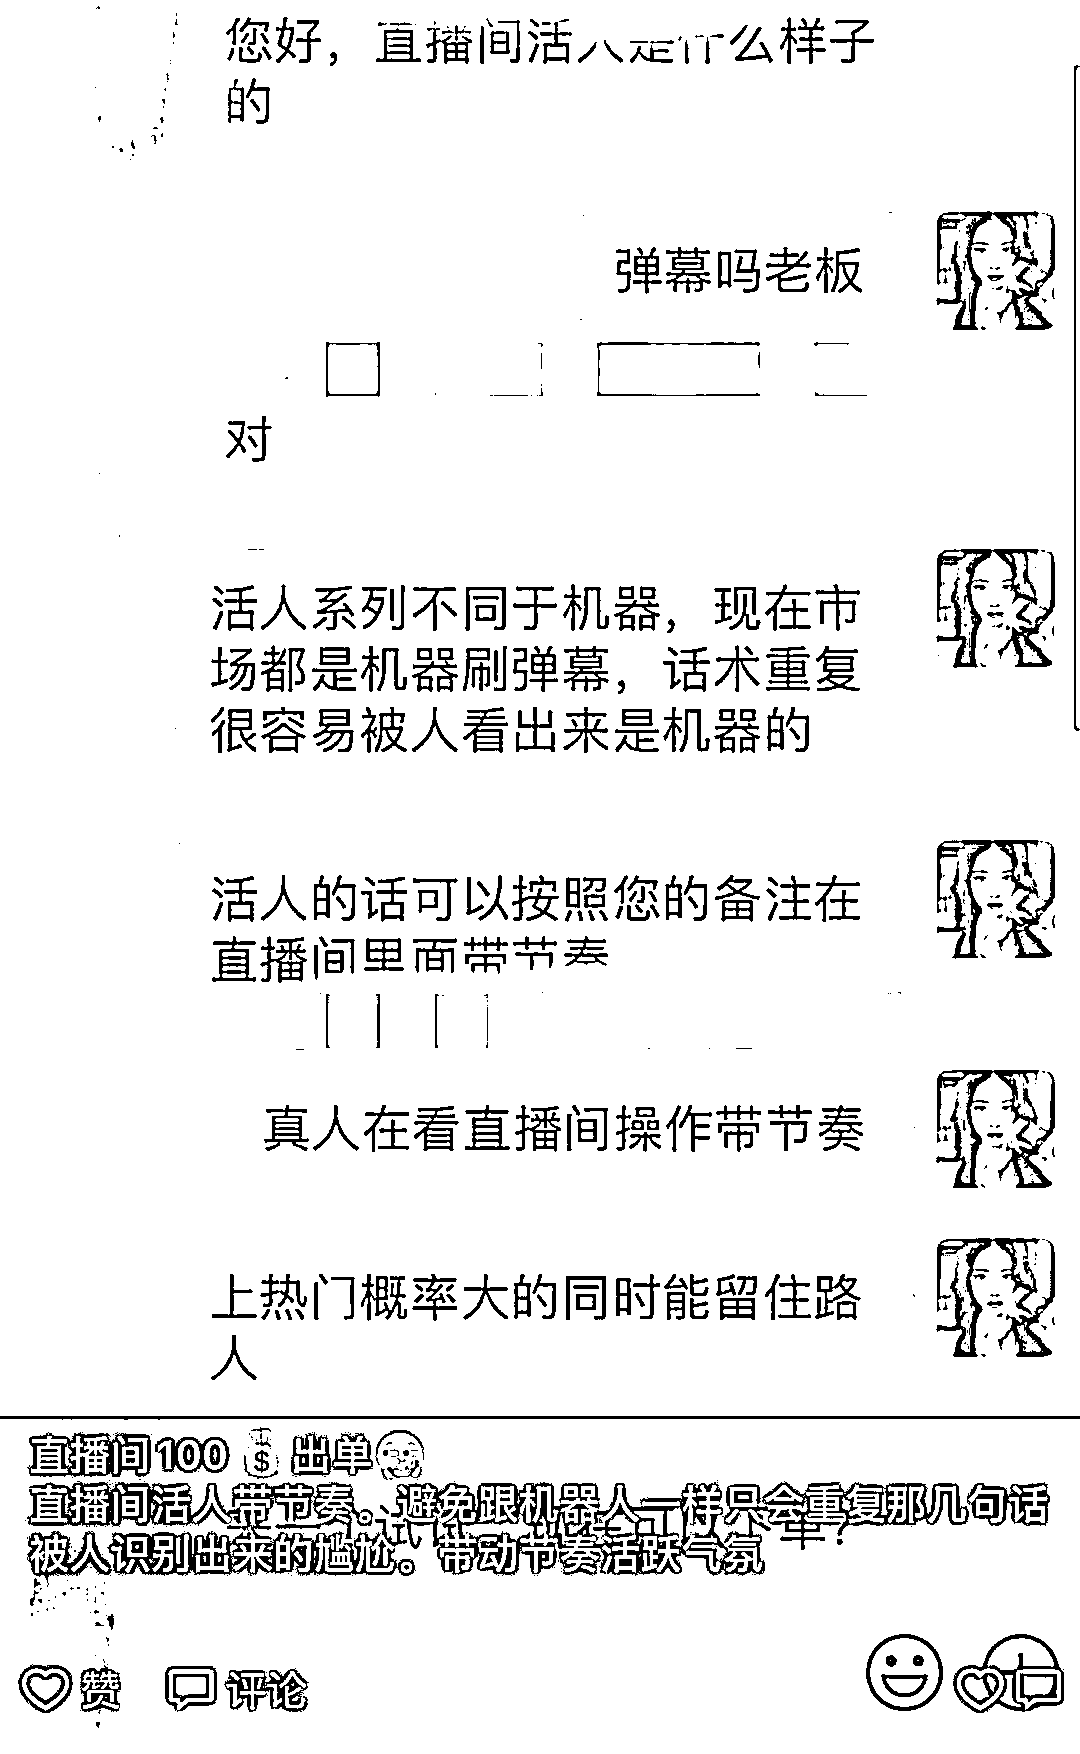 您好，直播间活人是什么样子
的
弹幕吗老板
对
活人系列不同于机器，现在市
场都是机器刷弹幕，话术重复
很容易被人看出来是机器的
活人的话可以按照您的备注在
直播间里面带节奏
真人在看直播间操作带节奏
上热门概率大的同时能留住路
人
直播间100💰出单
直播间活人带节奏。避免跟机器人一样只会重复那几句话
被人识别出来的尴尬。带动节奏活跃气氛
赞 评论